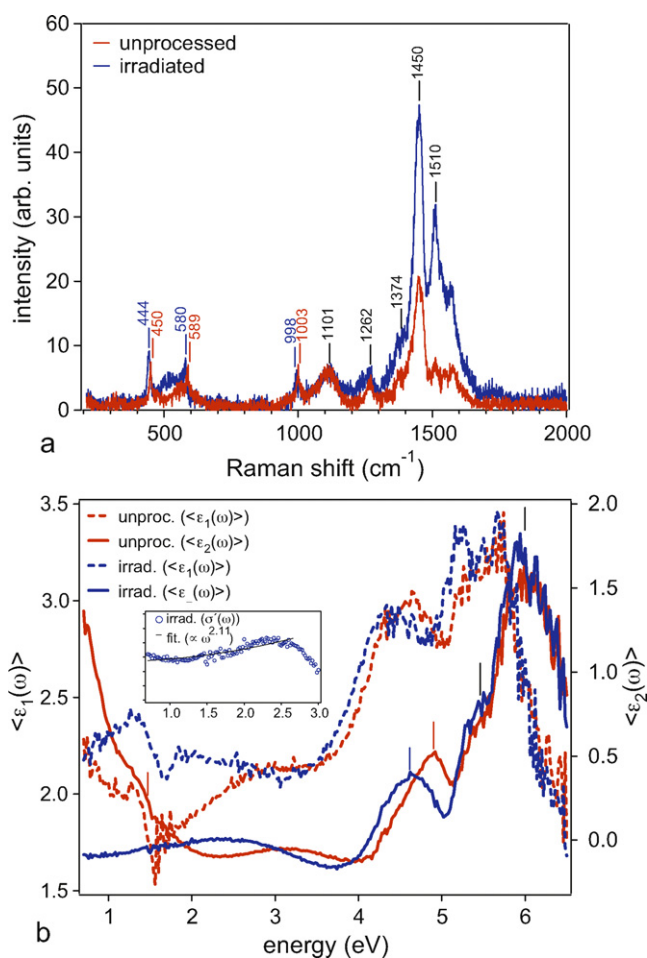 60
50
40
30
20
10
0
intensity (arb. units)
unprocessed
irradiated
444
450
580
589
998
1003
1101
1262
1374
1450
1510
500
1000
1500
2000
Raman shift (cm⁻¹)
a
3.5
3.0
2.5
2.0
1.5
<ε₁(ω)>
unproc. (<ε₁(ω)>)
unproc. (<ε₂(ω)>)
irrad. (<ε₁(ω)>)
irrad. (<ε_(ω)>)
irrad. (σ´(ω))
fit. (∝ ω²·¹¹)
1.0
1.5
2.0
2.5
3.0
2.0
1.5
1.0
0.5
0.0
<ε₂(ω)>
1
2
3
4
5
6
energy (eV)
b